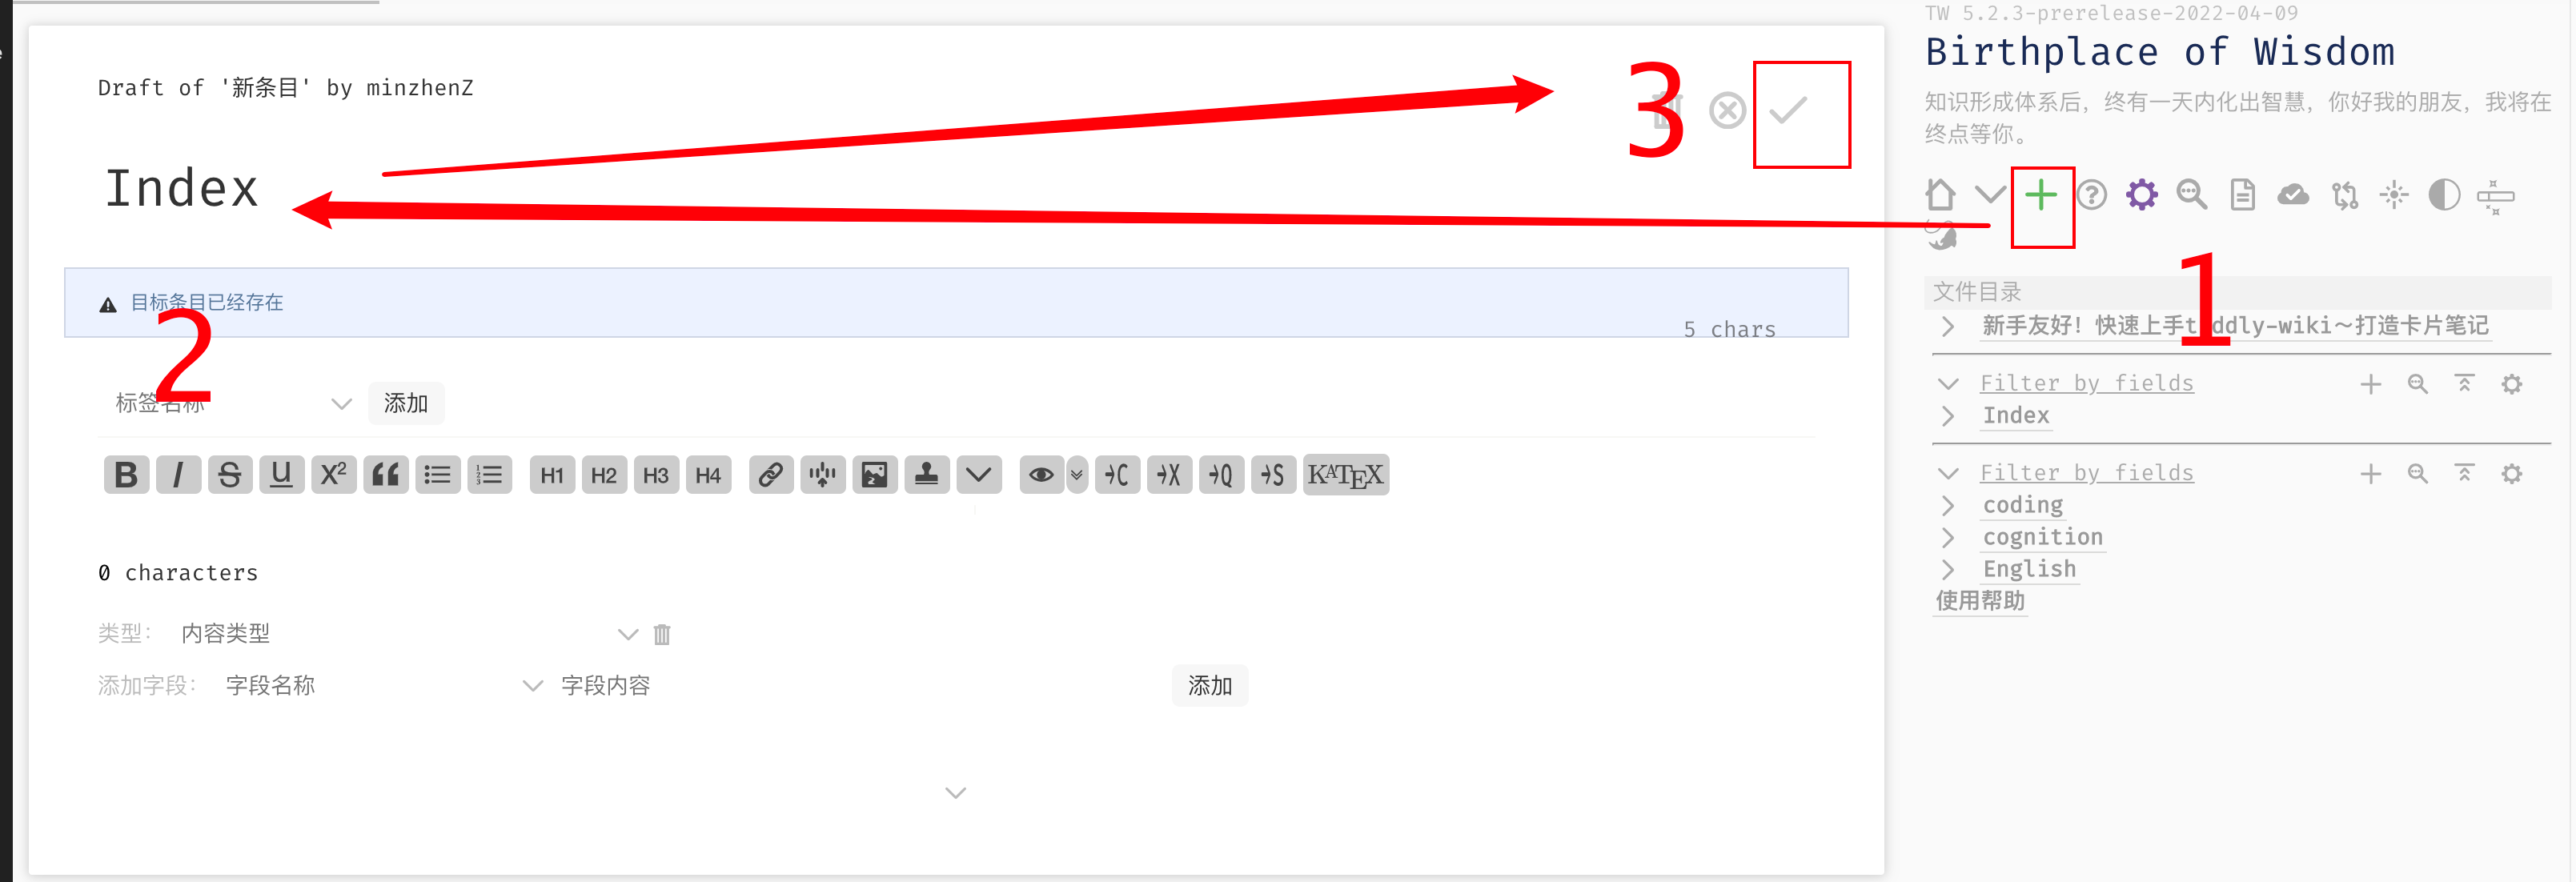 Draft of '新条目' by minzhenZ
3
Index
目标条目已经存在
2
5 chars
标签名称
添加
B I S U X² H1 H2 H3 H4 →C →X →Q →S KATEX
0 characters
类型： 内容类型
添加字段： 字段名称 字段内容 添加
TW 5.2.3-prerelease-2022-04-09
Birthplace of Wisdom
知识形成体系后，终有一天内化出智慧，你好我的朋友，我将在
终点等你。
1
文件目录
新手友好！快速上手tiddly-wiki～打造卡片笔记
Filter by fields
Index
Filter by fields
coding
cognition
English
使用帮助